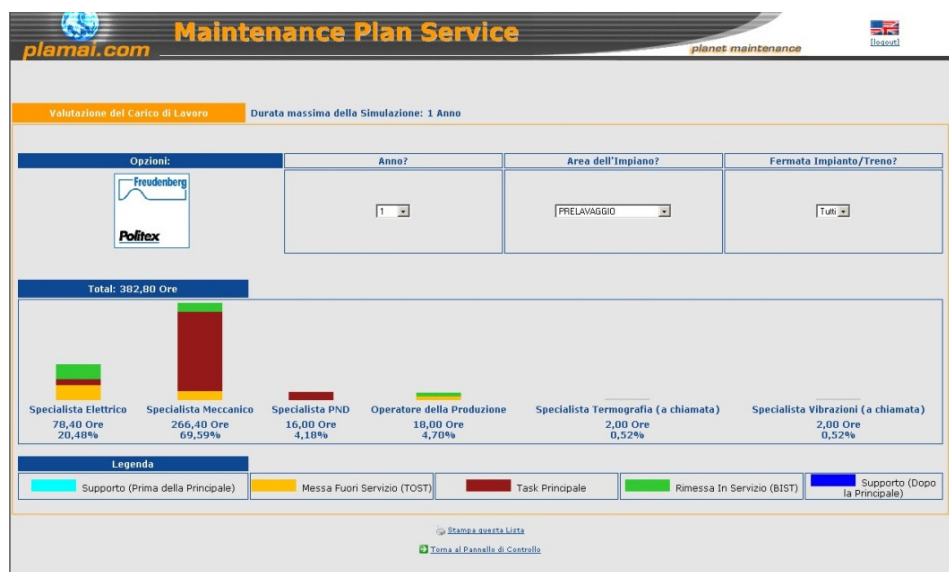 Maintenance Plan Service
plamai.com
planet maintenance
[logout]
Valutazione del Carico di Lavoro
Durata massima della Simulazione: 1 Anno
Opzioni:
Anno?
Area dell'Impiano?
Fermata Impianto/Treno?
Freudenberg
Politex
1
PRELAVAGGIO
Tutti
Total: 382,80 Ore
Specialista Elettrico
78,40 Ore
20,48%
Specialista Meccanico
266,40 Ore
69,59%
Specialista PND
16,00 Ore
4,18%
Operatore della Produzione
18,00 Ore
4,70%
Specialista Termografia (a chiamata)
2,00 Ore
0,52%
Specialista Vibrazioni (a chiamata)
2,00 Ore
0,52%
Legenda
Supporto (Prima della Principale)
Messa Fuori Servizio (TOST)
Task Principale
Rimessa In Servizio (BIST)
Supporto (Dopo
la Principale)
Stampa questa Lista
Torna al Pannello di Controllo